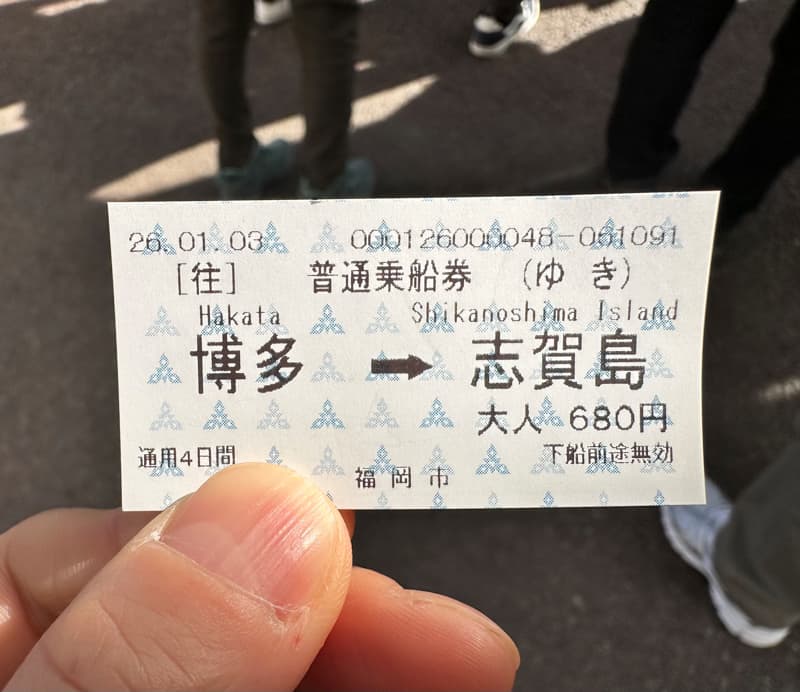 26.01.03 000126000048-061091
[往] 普通乗船券 (ゆき)
Hakata Shikanoshima Island
博多 ➡ 志賀島
大人 680円
通用4日間 下船前途無効
福岡市